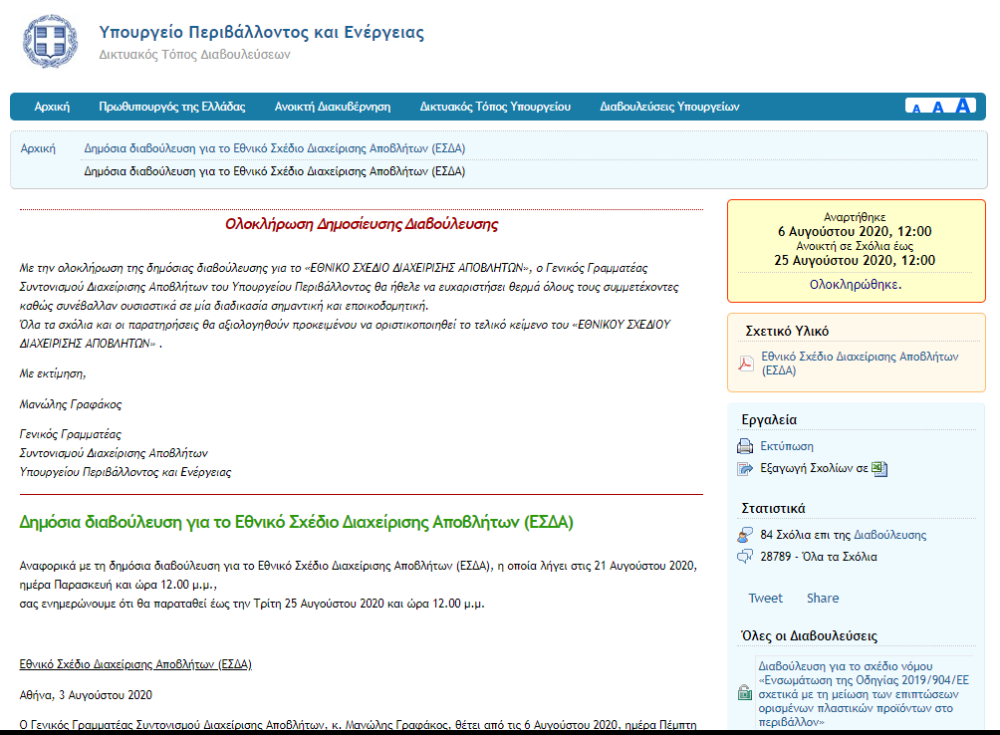 Υπουργείο Περιβάλλοντος και Ενέργειας
Δικτυακός Τόπος Διαβουλεύσεων
Αρχική Πρωθυπουργός της Ελλάδας Ανοικτή Διακυβέρνηση Δικτυακός Τόπος Υπουργείου Διαβουλεύσεις Υπουργείων A A A
Αρχική Δημόσια διαβούλευση για το Εθνικό Σχέδιο Διαχείρισης Αποβλήτων (ΕΣΔΑ)
Δημόσια διαβούλευση για το Εθνικό Σχέδιο Διαχείρισης Αποβλήτων (ΕΣΔΑ)
Ολοκλήρωση Δημοσίευσης Διαβούλευσης
Με την ολοκλήρωση της δημόσιας διαβούλευσης για το «ΕΘΝΙΚΟ ΣΧΕΔΙΟ ΔΙΑΧΕΙΡΙΣΗΣ ΑΠΟΒΛΗΤΩΝ», ο Γενικός Γραμματέας
Συντονισμού Διαχείρισης Αποβλήτων του Υπουργείου Περιβάλλοντος θα ήθελε να ευχαριστήσει θερμά όλους τους συμμετέχοντες
καθώς συνέβαλλαν ουσιαστικά σε μία διαδικασία σημαντική και εποικοδομητική.
Όλα τα σχόλια και οι παρατηρήσεις θα αξιολογηθούν προκειμένου να οριστικοποιηθεί το τελικό κείμενο του «ΕΘΝΙΚΟΥ ΣΧΕΔΙΟΥ
ΔΙΑΧΕΙΡΙΣΗΣ ΑΠΟΒΛΗΤΩΝ» .
Με εκτίμηση,
Μανώλης Γραφάκος
Γενικός Γραμματέας
Συντονισμού Διαχείρισης Αποβλήτων
Υπουργείου Περιβάλλοντος και Ενέργειας
Δημόσια διαβούλευση για το Εθνικό Σχέδιο Διαχείρισης Αποβλήτων (ΕΣΔΑ)
Αναφορικά με τη δημόσια διαβούλευση για το Εθνικό Σχέδιο Διαχείρισης Αποβλήτων (ΕΣΔΑ), η οποία λήγει στις 21 Αυγούστου 2020,
ημέρα Παρασκευή και ώρα 12.00 μ.μ.,
σας ενημερώνουμε ότι θα παραταθεί έως την Τρίτη 25 Αυγούστου 2020 και ώρα 12.00 μ.μ.
Εθνικό Σχέδιο Διαχείρισης Αποβλήτων (ΕΣΔΑ)
Αθήνα, 3 Αυγούστου 2020
Ο Γενικός Γραμματέας Συντονισμού Διαχείρισης Αποβλήτων, κ. Μανώλης Γραφάκος, θέτει από τις 6 Αυγούστου 2020, ημέρα Πέμπτη
Αναρτήθηκε
6 Αυγούστου 2020, 12:00
Ανοικτή σε Σχόλια έως
25 Αυγούστου 2020, 12:00
Ολοκληρώθηκε.
Σχετικό Υλικό
Εθνικό Σχέδιο Διαχείρισης Αποβλήτων
(ΕΣΔΑ)
Εργαλεία
Εκτύπωση
Εξαγωγή Σχολίων σε
Στατιστικά
84 Σχόλια επι της Διαβούλευσης
28789 - Όλα τα Σχόλια
Tweet Share
Όλες οι Διαβουλεύσεις
Διαβούλευση για το σχέδιο νόμου
«Ενσωμάτωση της Οδηγίας 2019/904/ΕΕ
σχετικά με τη μείωση των επιπτώσεων
ορισμένων πλαστικών προϊόντων στο
περιβάλλον»